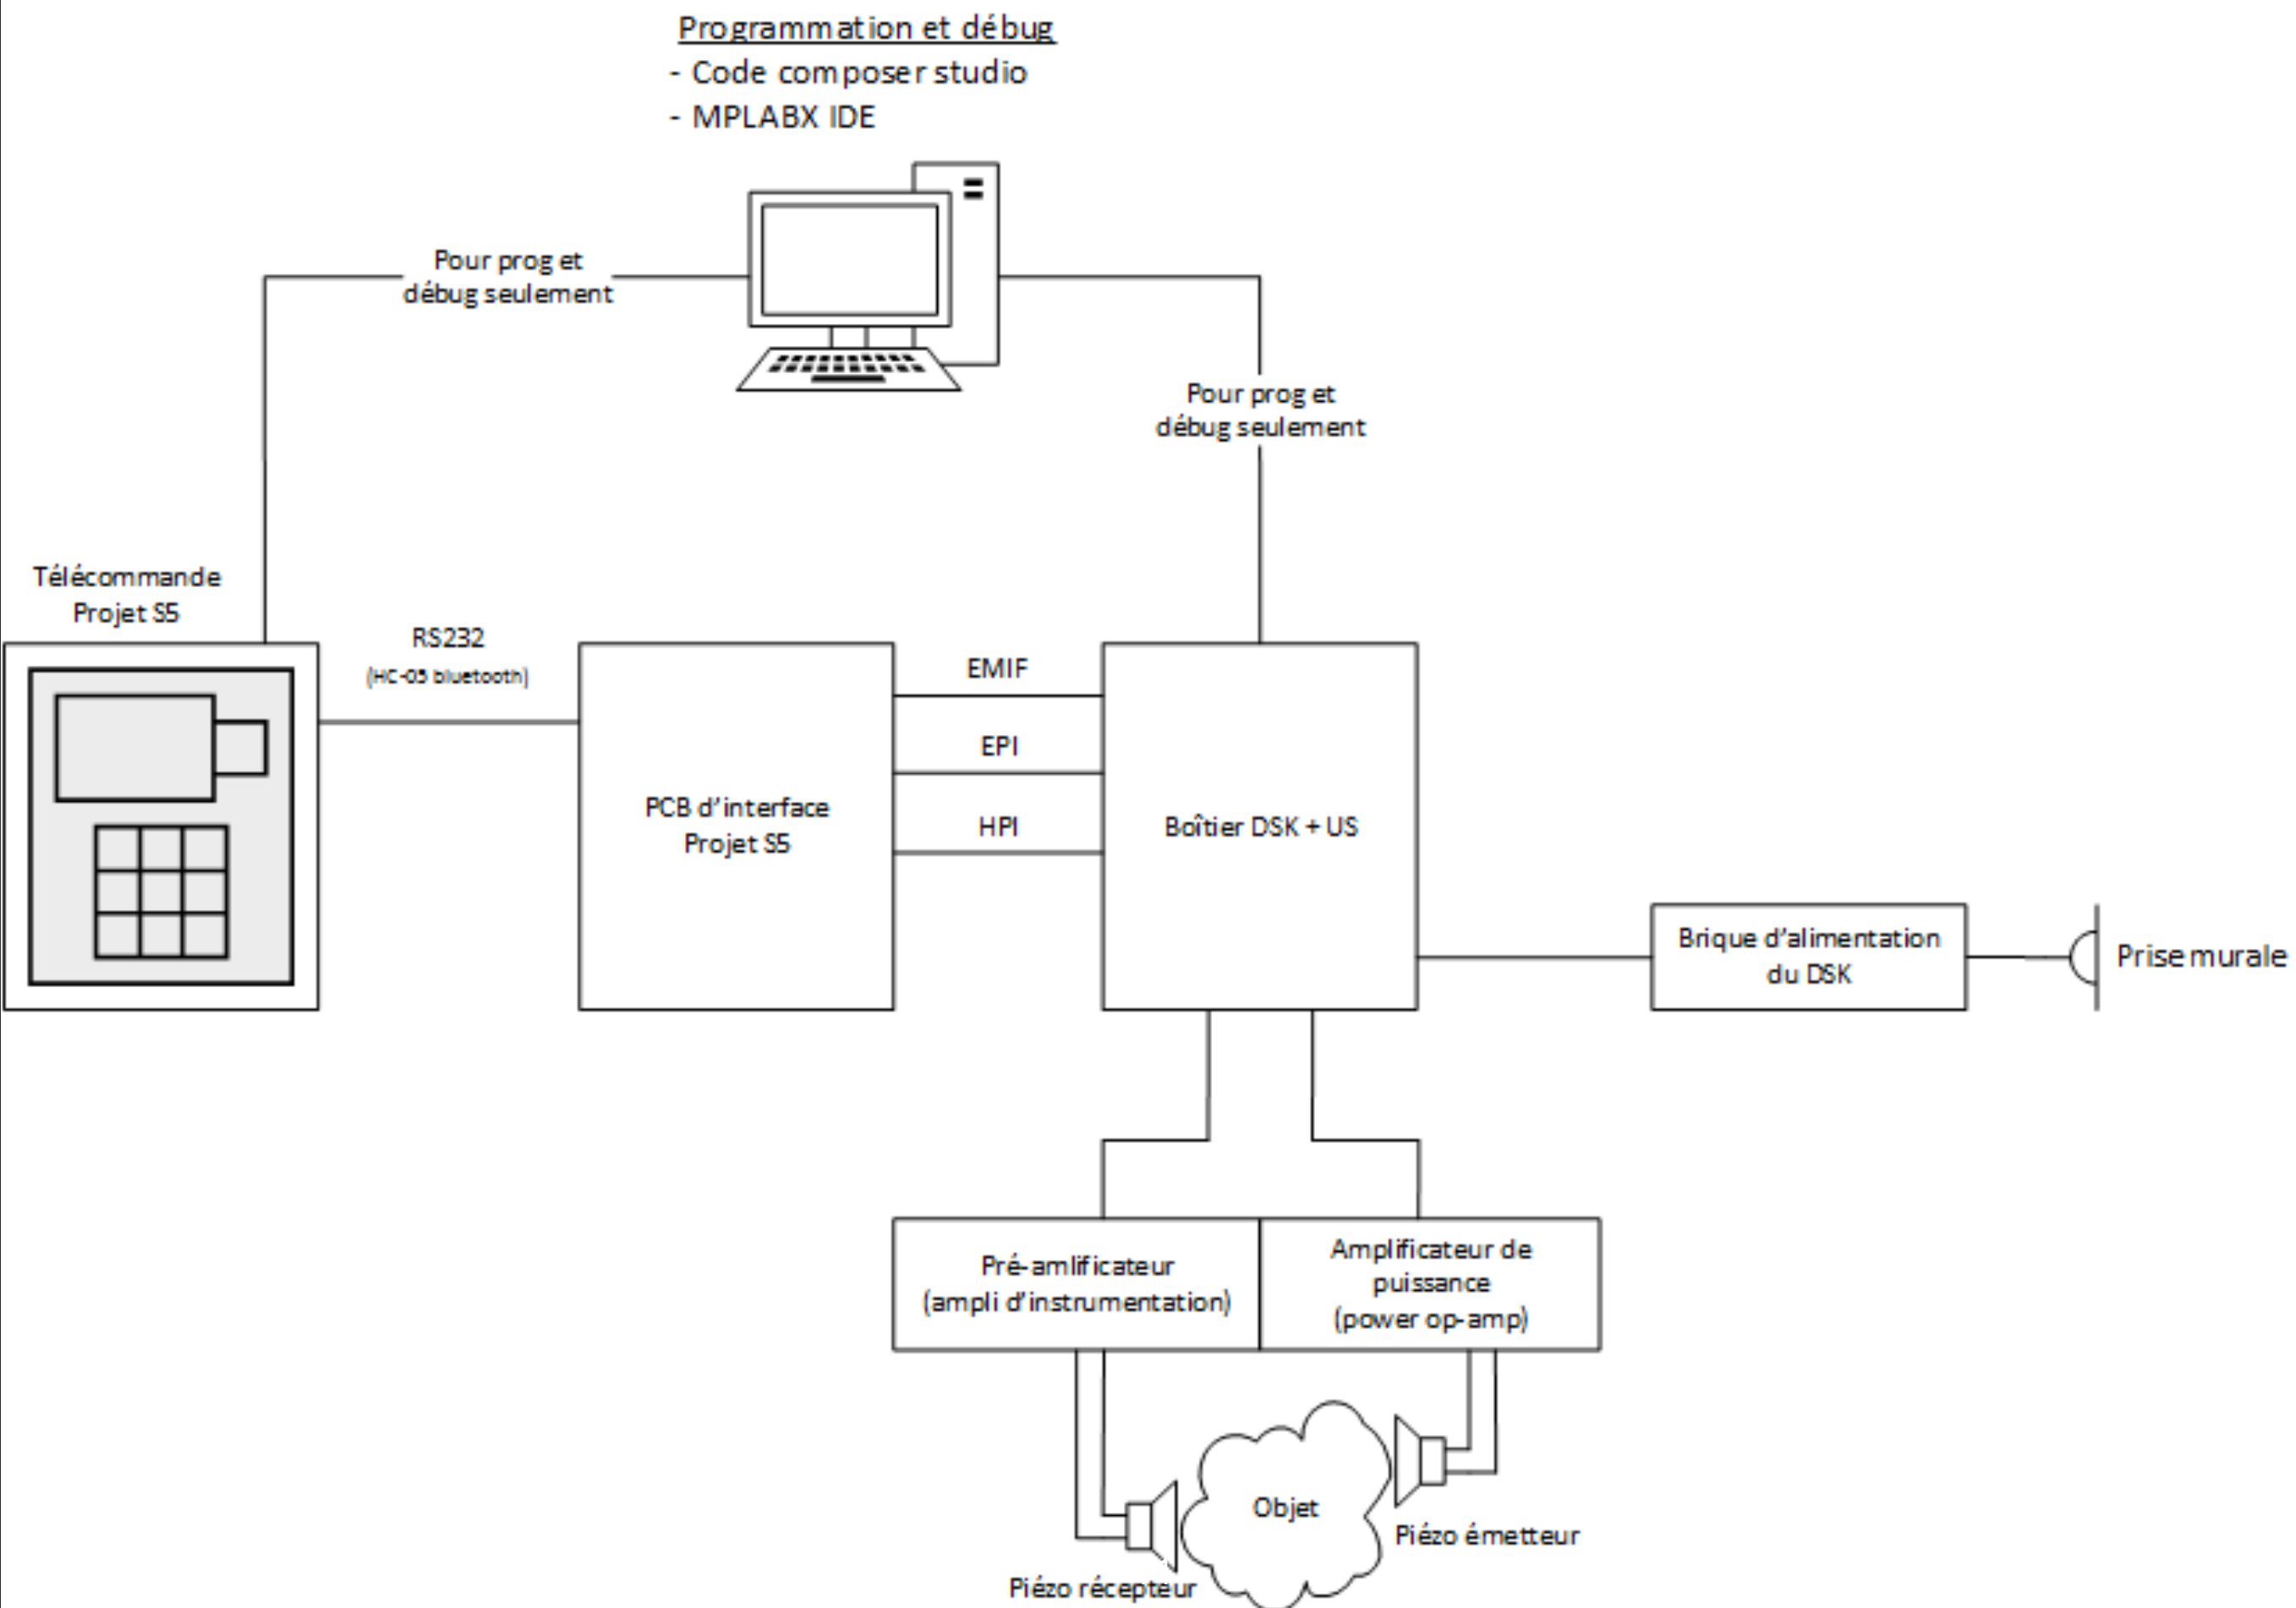 Programmation et débug
- Code composer studio
- MPLABX IDE
Pour prog et
débug seulement
Pour prog et
débug seulement
Télécommande
Projet S5
RS232
(HC-05 bluetooth)
EMIF
EPI
HPI
PCB d'interface
Projet S5
Boîtier DSK + US
Brique d'alimentation
du DSK
Prise murale
Pré-amlificateur
(ampli d'instrumentation)
Amplificateur de
puissance
(power op-amp)
Objet
Piézo émetteur
Piézo récepteur